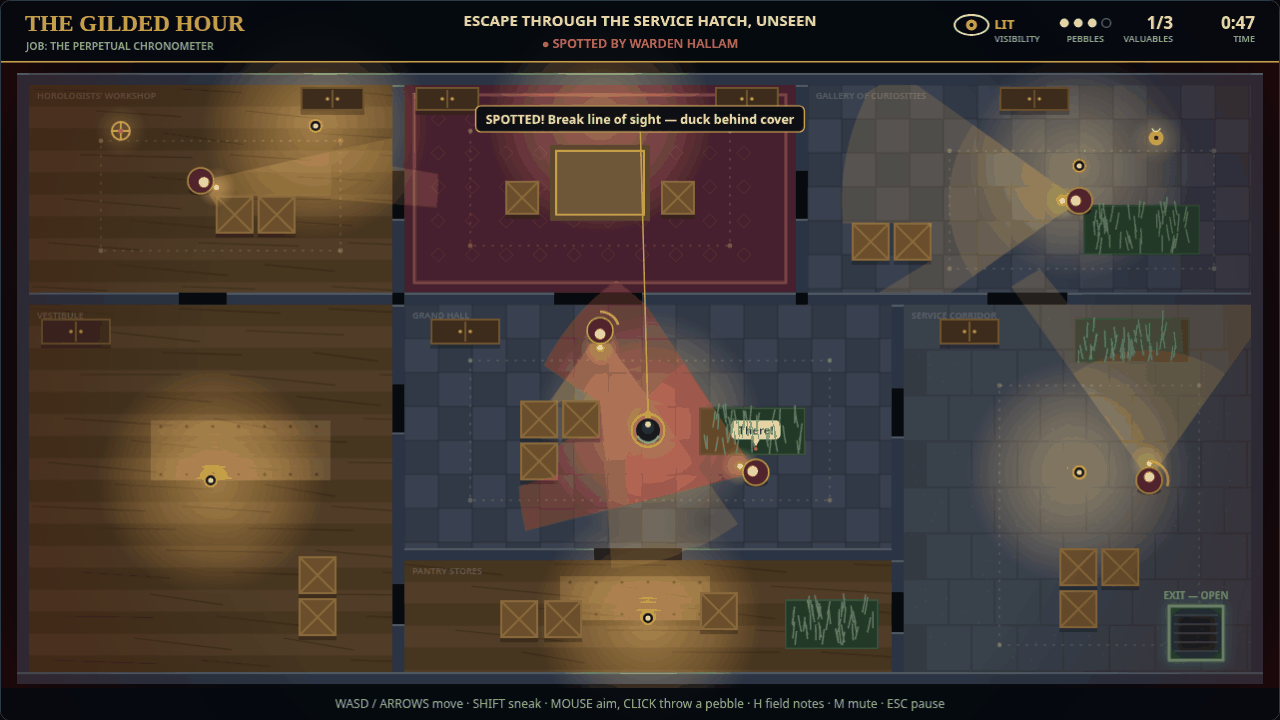 THE GILDED HOUR
JOB: THE PERPETUAL CHRONOMETER
ESCAPE THROUGH THE SERVICE HATCH, UNSEEN
● SPOTTED BY WARDEN HALLAM
LIT
VISIBILITY
PEBBLES
1/3
VALUABLES
0:47
TIME
HOROLOGISTS' WORKSHOP
GALLERY OF CURIOSITIES
SPOTTED! Break line of sight — duck behind cover
VESTIBULE
GRAND HALL
SERVICE CORRIDOR
There!
PANTRY STORES
EXIT — OPEN
WASD / ARROWS move · SHIFT sneak · MOUSE aim, CLICK throw a pebble · H field notes · M mute · ESC pause